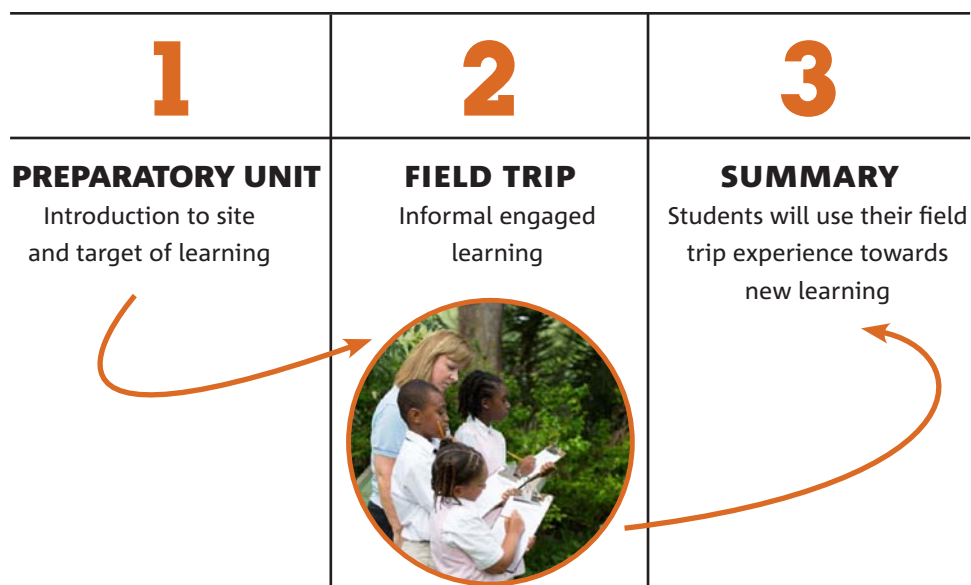 1
PREPARATORY UNIT
Introduction to site
and target of learning
2
FIELD TRIP
Informal engaged
learning
3
SUMMARY
Students will use their field
trip experience towards
new learning